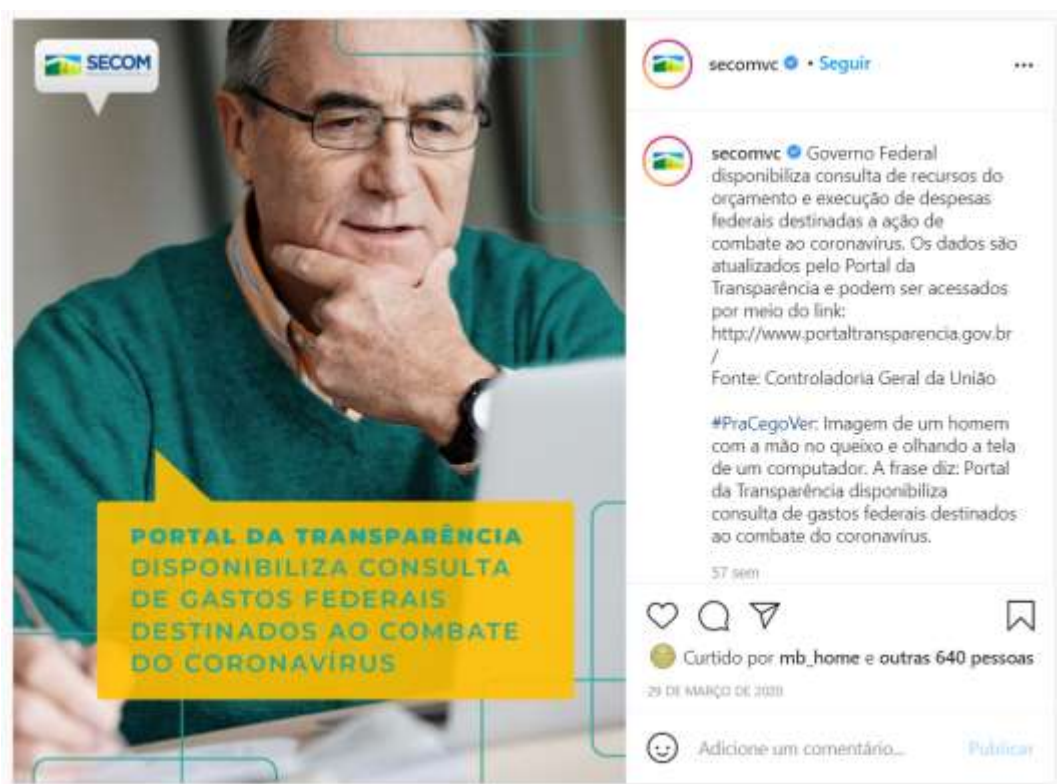 SECOM
PORTAL DA TRANSPARÊNCIA
DISPONIBILIZA CONSULTA
DE GASTOS FEDERAIS
DESTINADOS AO COMBATE
DO CORONAVÍRUS
secomvc • Seguir
secomvc Governo Federal
disponibiliza consulta de recursos do
orçamento e execução de despesas
federais destinadas a ação de
combate ao coronavírus. Os dados são
atualizados pelo Portal da
Transparência e podem ser acessados
por meio do link:
http://www.portaltransparencia.gov.br
/
Fonte: Controladoria Geral da União
#PraCegoVer: Imagem de um homem
com a mão no queixo e olhando a tela
de um computador. A frase diz: Portal
da Transparência disponibiliza
consulta de gastos federais destinados
ao combate do coronavírus.
57 sem
Curtido por mb_home e outras 640 pessoas
29 DE MARÇO DE 2020
Adicione um comentário... Publicar